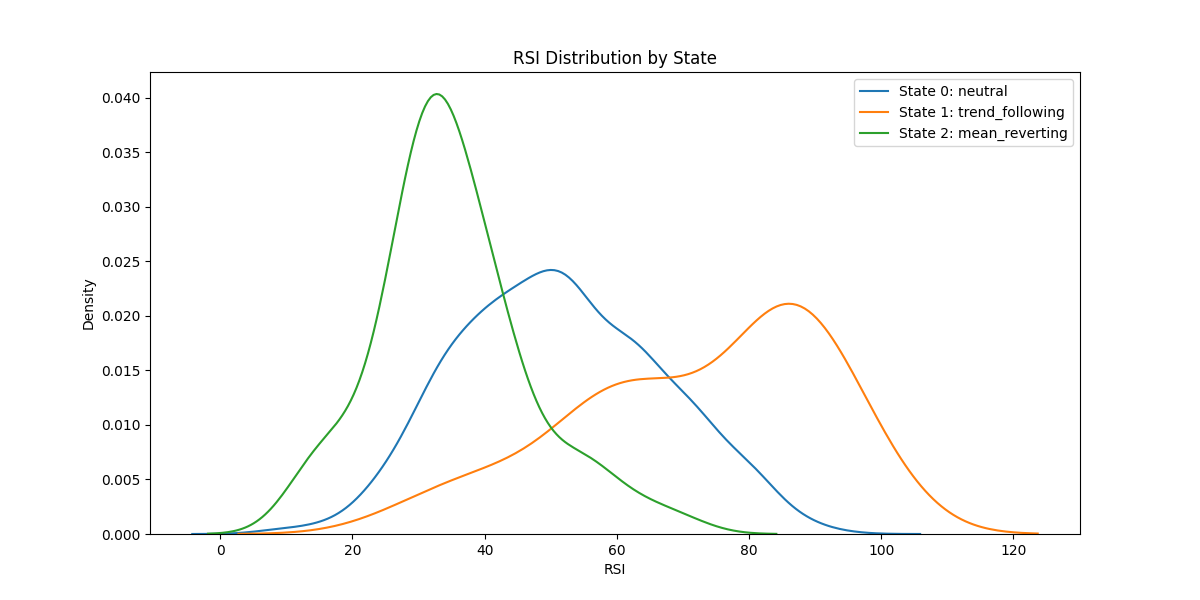 RSI Distribution by State
State 0: neutral
State 1: trend_following
State 2: mean_reverting
Density
0.040
0.035
0.030
0.025
0.020
0.015
0.010
0.005
0.000
0 20 40 60 80 100 120
RSI